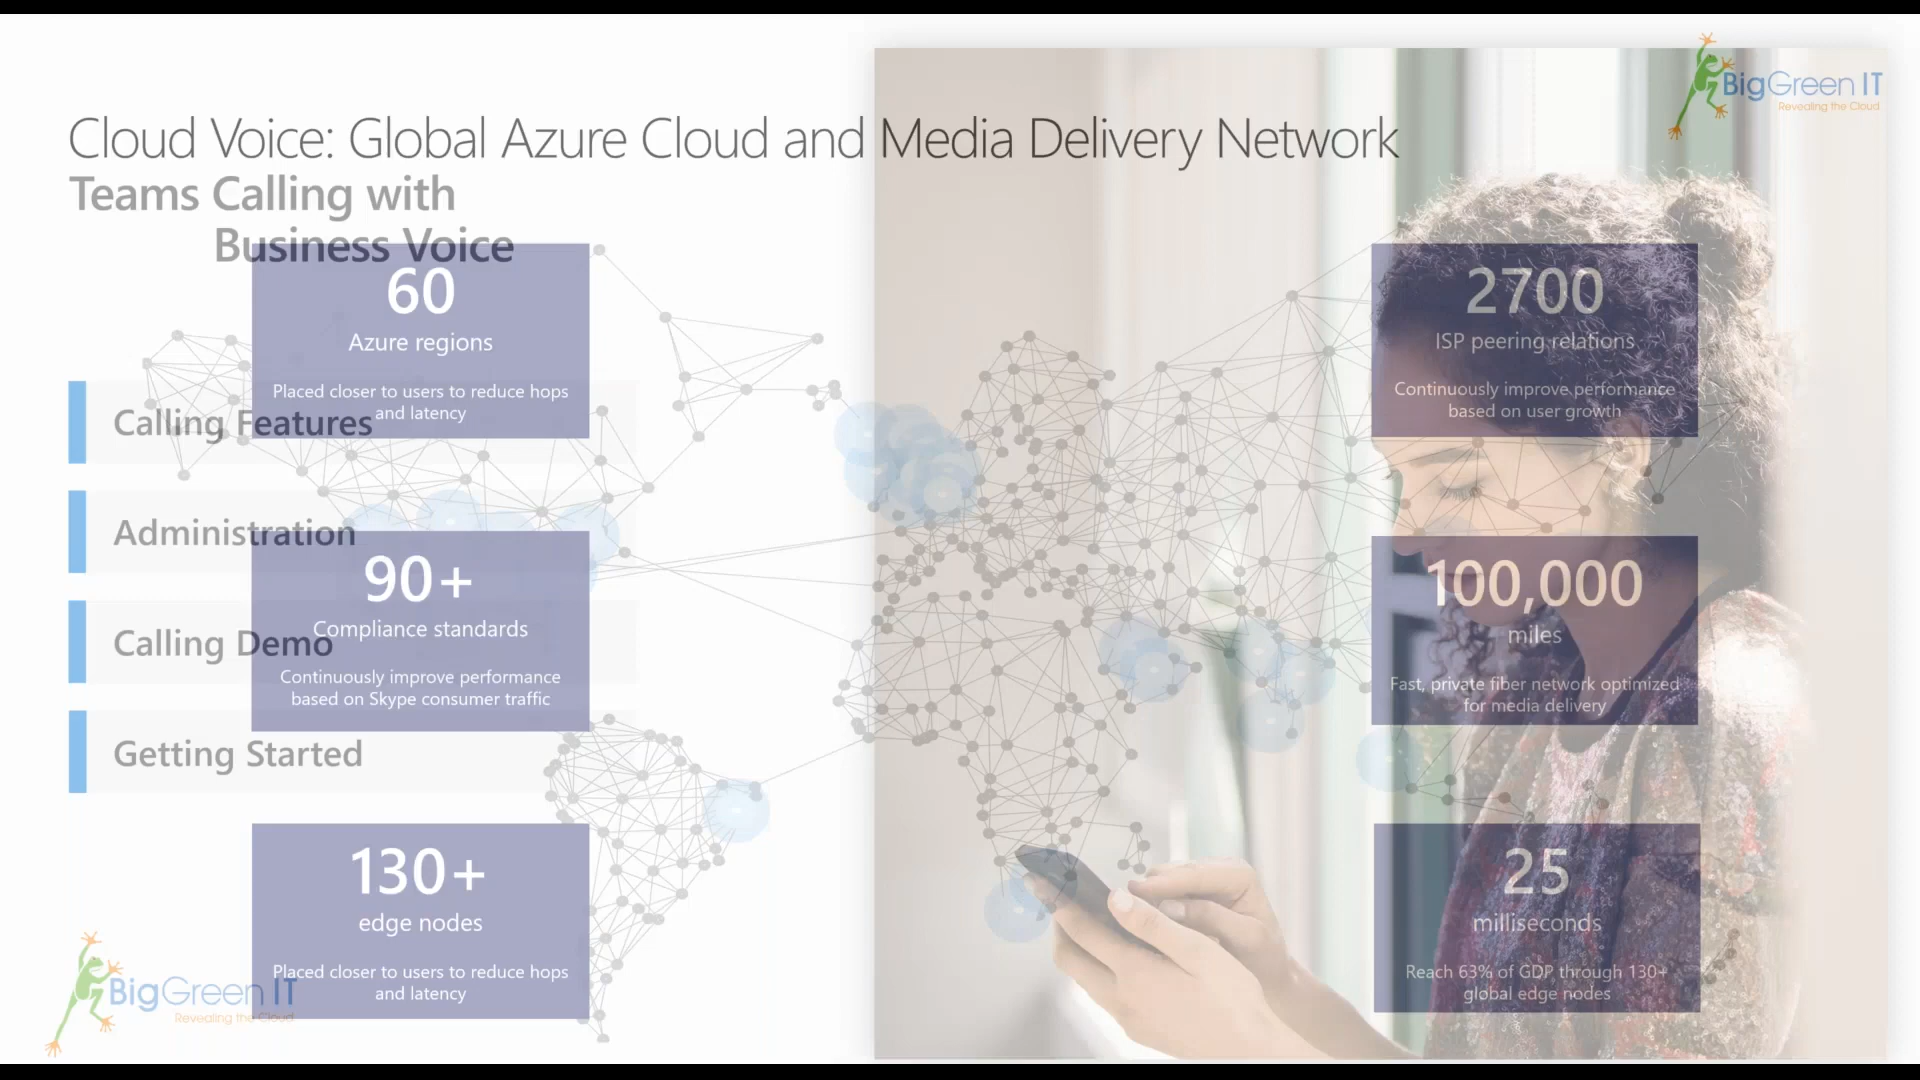 BigGreen IT
Revealing the Cloud
Cloud Voice: Global Azure Cloud and Media Delivery Network
Teams Calling with
Business Voice
60
Azure regions
Placed closer to users to reduce hops
and latency
2700
ISP peering relations
Continuously improve performance
based on user growth
Calling Features
Administration
Calling Demo
Getting Started
90+
Compliance standards
Continuously improve performance
based on Skype consumer traffic
100,000
miles
Fast, private fiber network optimized
for media delivery
130+
edge nodes
Placed closer to users to reduce hops
and latency
25
milliseconds
Reach 63% of GDP through 130+
global edge nodes
BigGreen IT
Revealing the Cloud